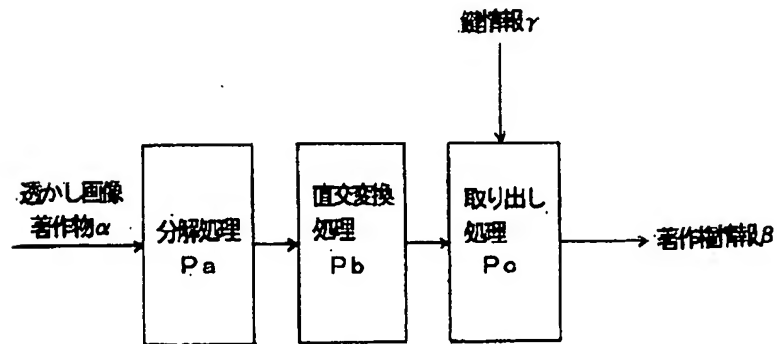 鍵情報γ
透かし画像
著作物α
分解処理
Pa
直交変換
処理
Pb
取り出し
処理
Pc
著作樹情報β